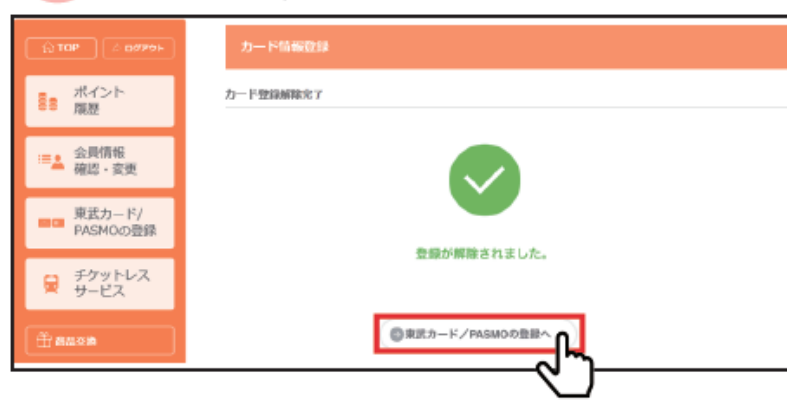 TOP
ログアウト
カード情報登録
ポイント
履歴
カード登録解除完了
会員情報
確認・変更
東武カード/
PASMOの登録
登録が解除されました。
チケットレス
サービス
東武カード／PASMOの登録へ
商品交換